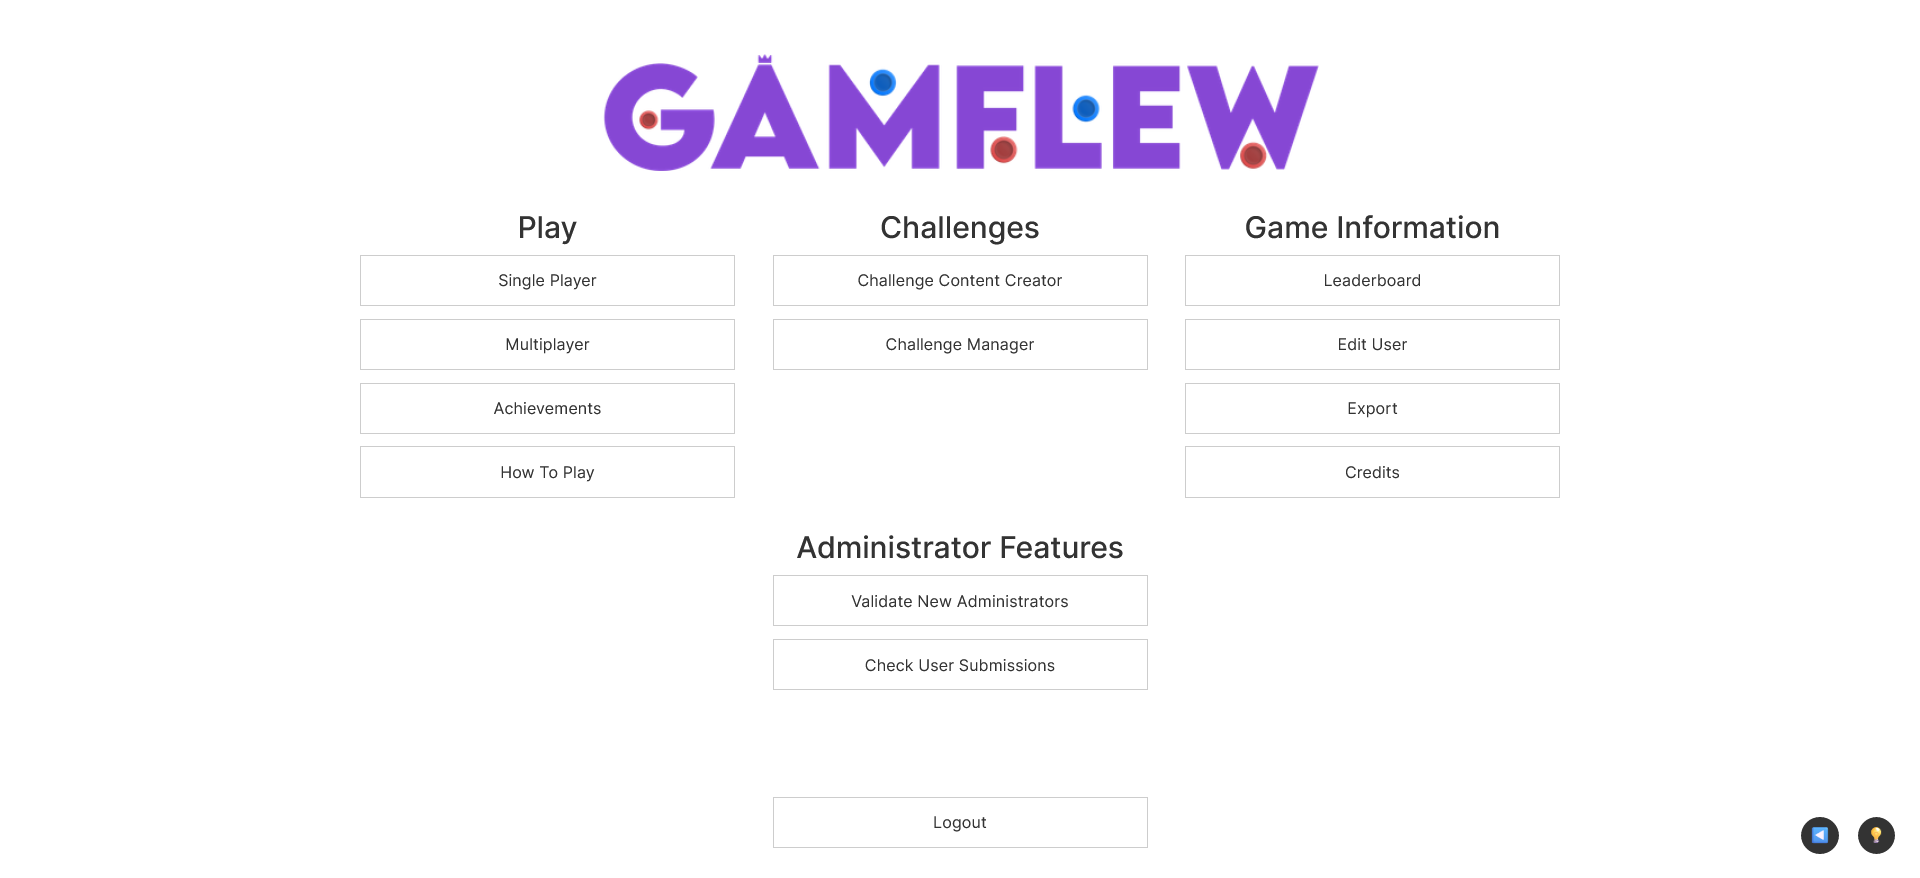 GAMFLEW
Play
Single Player
Multiplayer
Achievements
How To Play
Challenges
Challenge Content Creator
Challenge Manager
Game Information
Leaderboard
Edit User
Export
Credits
Administrator Features
Validate New Administrators
Check User Submissions
Logout